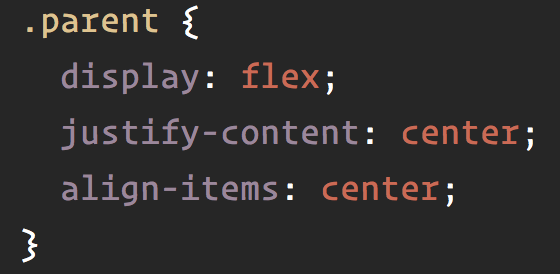 .parent {
  display: flex;
  justify-content: center;
  align-items: center;
}